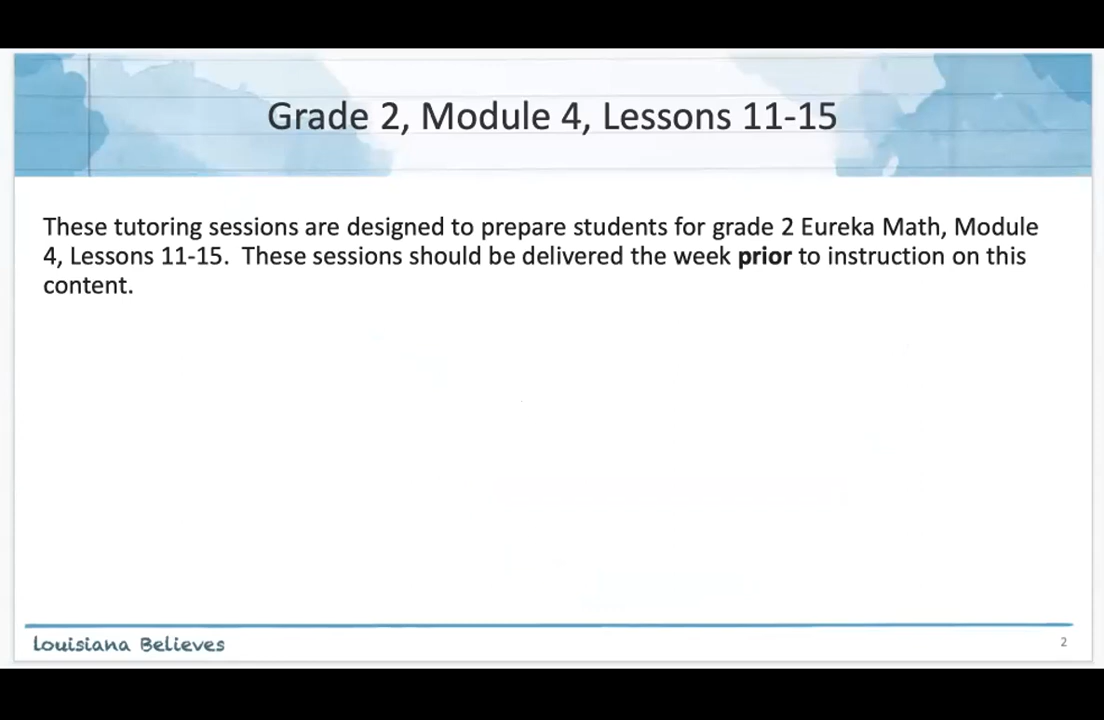 Grade 2, Module 4, Lessons 11-15
These tutoring sessions are designed to prepare students for grade 2 Eureka Math, Module
4, Lessons 11-15.  These sessions should be delivered the week prior to instruction on this
content.
Louisiana Believes
2